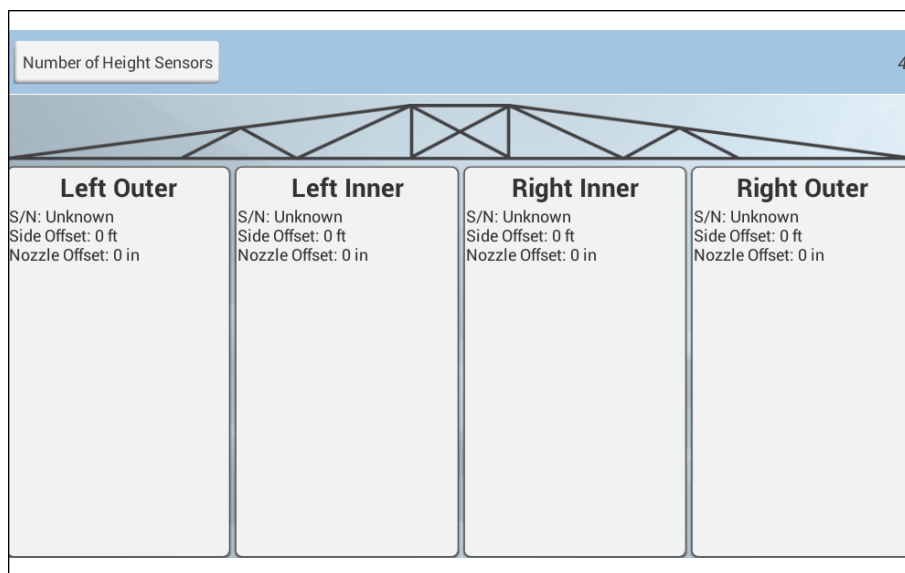 Number of Height Sensors
4
Left Outer
S/N: Unknown
Side Offset: 0 ft
Nozzle Offset: 0 in
Left Inner
S/N: Unknown
Side Offset: 0 ft
Nozzle Offset: 0 in
Right Inner
S/N: Unknown
Side Offset: 0 ft
Nozzle Offset: 0 in
Right Outer
S/N: Unknown
Side Offset: 0 ft
Nozzle Offset: 0 in